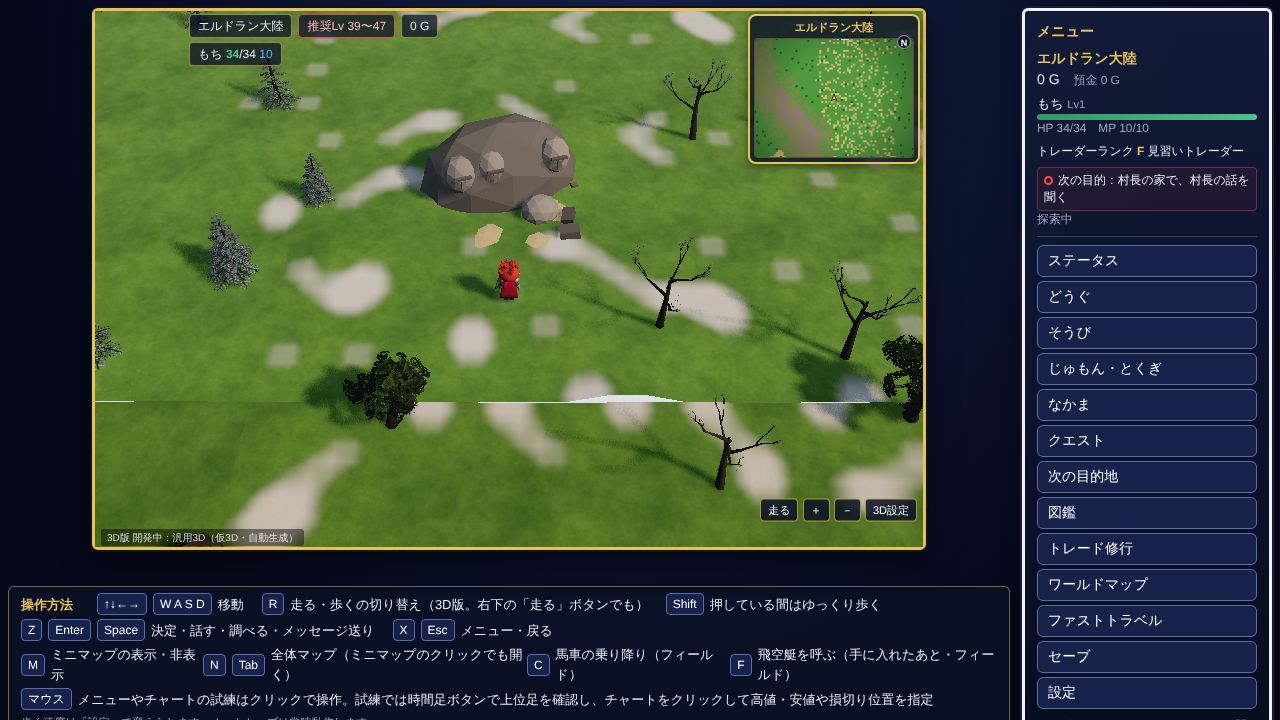 エルドラン大陸 推奨Lv 39〜47 0 G
もち 34/34 10
エルドラン大陸
N
走る + − 3D設定
3D版 開発中：汎用3D（仮3D・自動生成）
メニュー
エルドラン大陸
0 G 預金 0 G
もち Lv1
HP 34/34 MP 10/10
トレーダーランク F 見習いトレーダー
次の目的：村長の家で、村長の話を
聞く
探索中
ステータス
どうぐ
そうび
じゅもん・とくぎ
なかま
クエスト
次の目的地
図鑑
トレード修行
ワールドマップ
ファストトラベル
セーブ
設定
操作方法 ↑↓←→ W A S D 移動 R 走る・歩くの切り替え（3D版。右下の「走る」ボタンでも） Shift 押している間はゆっくり歩く
Z Enter Space 決定・話す・調べる・メッセージ送り X Esc メニュー・戻る
M ミニマップの表示・非表示 N Tab 全体マップ（ミニマップのクリックでも開く） C 馬車の乗り降り（フィールド） F 飛空艇を呼ぶ（手に入れたあと・フィールド）
マウス メニューやチャートの試練はクリックで操作。試練では時間足ボタンで上位足を確認し、チャートをクリックして高値・安値や損切り位置を指定